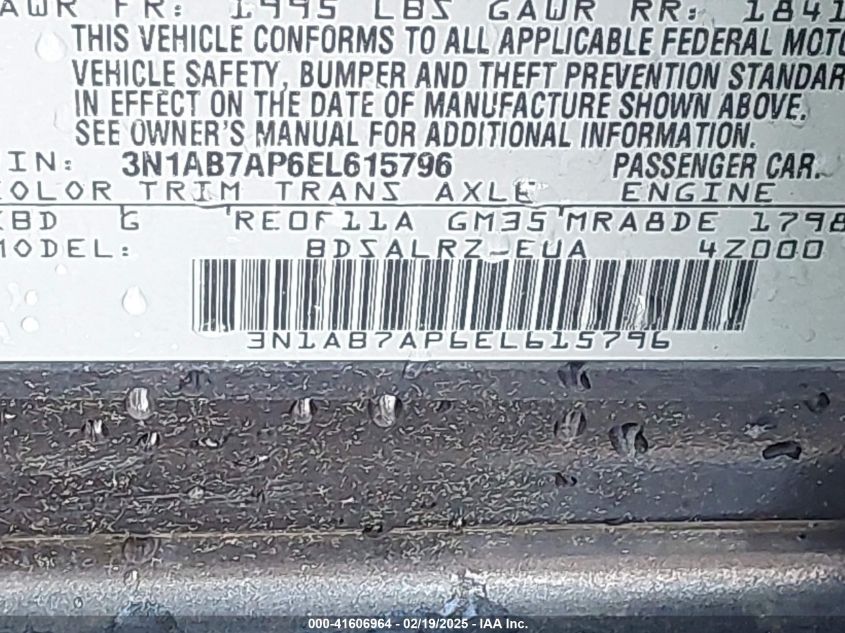 AWR FR: 1995 LBS GAWR RR: 1841
THIS VEHICLE CONFORMS TO ALL APPLICABLE FEDERAL MOTO
VEHICLE SAFETY, BUMPER AND THEFT PREVENTION STANDAR
IN EFFECT ON THE DATE OF MANUFACTURE SHOWN ABOVE.
SEE OWNER'S MANUAL FOR ADDITIONAL INFORMATION.
IN: 3N1AB7AP6EL615796 PASSENGER CAR.
COLOR TRIM TRANS AXLE ENGINE
KBD G RE0F11A GM35 MRA8DE 1798
MODEL: BDSALRZ-EUA 4Z000
3N1AB7AP6EL615796
000-41606964 - 02/19/2025 - IAA Inc.